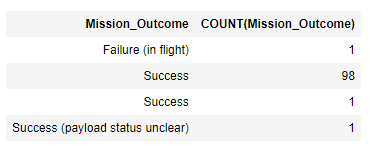 Mission_Outcome COUNT(Mission_Outcome)
Failure (in flight) 1
Success 98
Success 1
Success (payload status unclear) 1